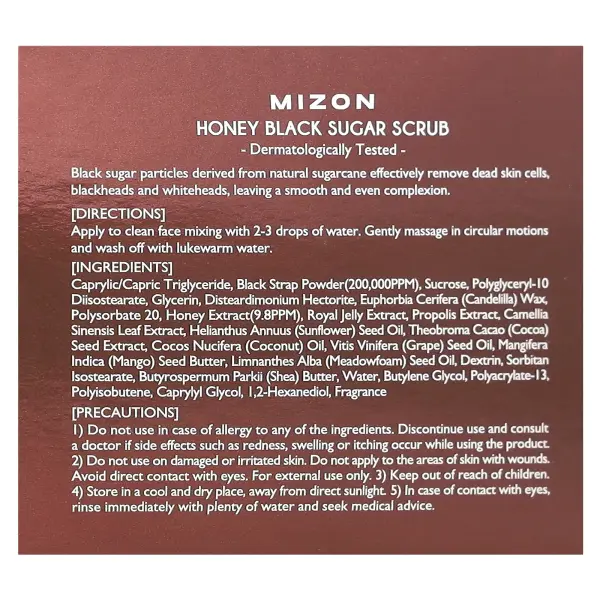 MIZON
HONEY BLACK SUGAR SCRUB
- Dermatologically Tested -
Black sugar particles derived from natural sugarcane effectively remove dead skin cells,
blackheads and whiteheads, leaving a smooth and even complexion.
[DIRECTIONS]
Apply to clean face mixing with 2-3 drops of water. Gently massage in circular motions
and wash off with lukewarm water.
[INGREDIENTS]
Caprylic/Capric Triglyceride, Black Strap Powder(200,000PPM), Sucrose, Polyglyceryl-10
Diisostearate, Glycerin, Disteardimonium Hectorite, Euphorbia Cerifera (Candelilla) Wax,
Polysorbate 20, Honey Extract(9.8PPM), Royal Jelly Extract, Propolis Extract, Camellia
Sinensis Leaf Extract, Helianthus Annuus (Sunflower) Seed Oil, Theobroma Cacao (Cocoa)
Seed Extract, Cocos Nucifera (Coconut) Oil, Vitis Vinifera (Grape) Seed Oil, Mangifera
Indica (Mango) Seed Butter, Limnanthes Alba (Meadowfoam) Seed Oil, Dextrin, Sorbitan
Isostearate, Butyrospermum Parkii (Shea) Butter, Water, Butylene Glycol, Polyacrylate-13,
Polyisobutene, Caprylyl Glycol, 1,2-Hexanediol, Fragrance
[PRECAUTIONS]
1) Do not use in case of allergy to any of the ingredients. Discontinue use and consult
a doctor if side effects such as redness, swelling or itching occur while using the product.
2) Do not use on damaged or irritated skin. Do not apply to the areas of skin with wounds.
Avoid direct contact with eyes. For external use only. 3) Keep out of reach of children.
4) Store in a cool and dry place, away from direct sunlight. 5) In case of contact with eyes,
rinse immediately with plenty of water and seek medical advice.